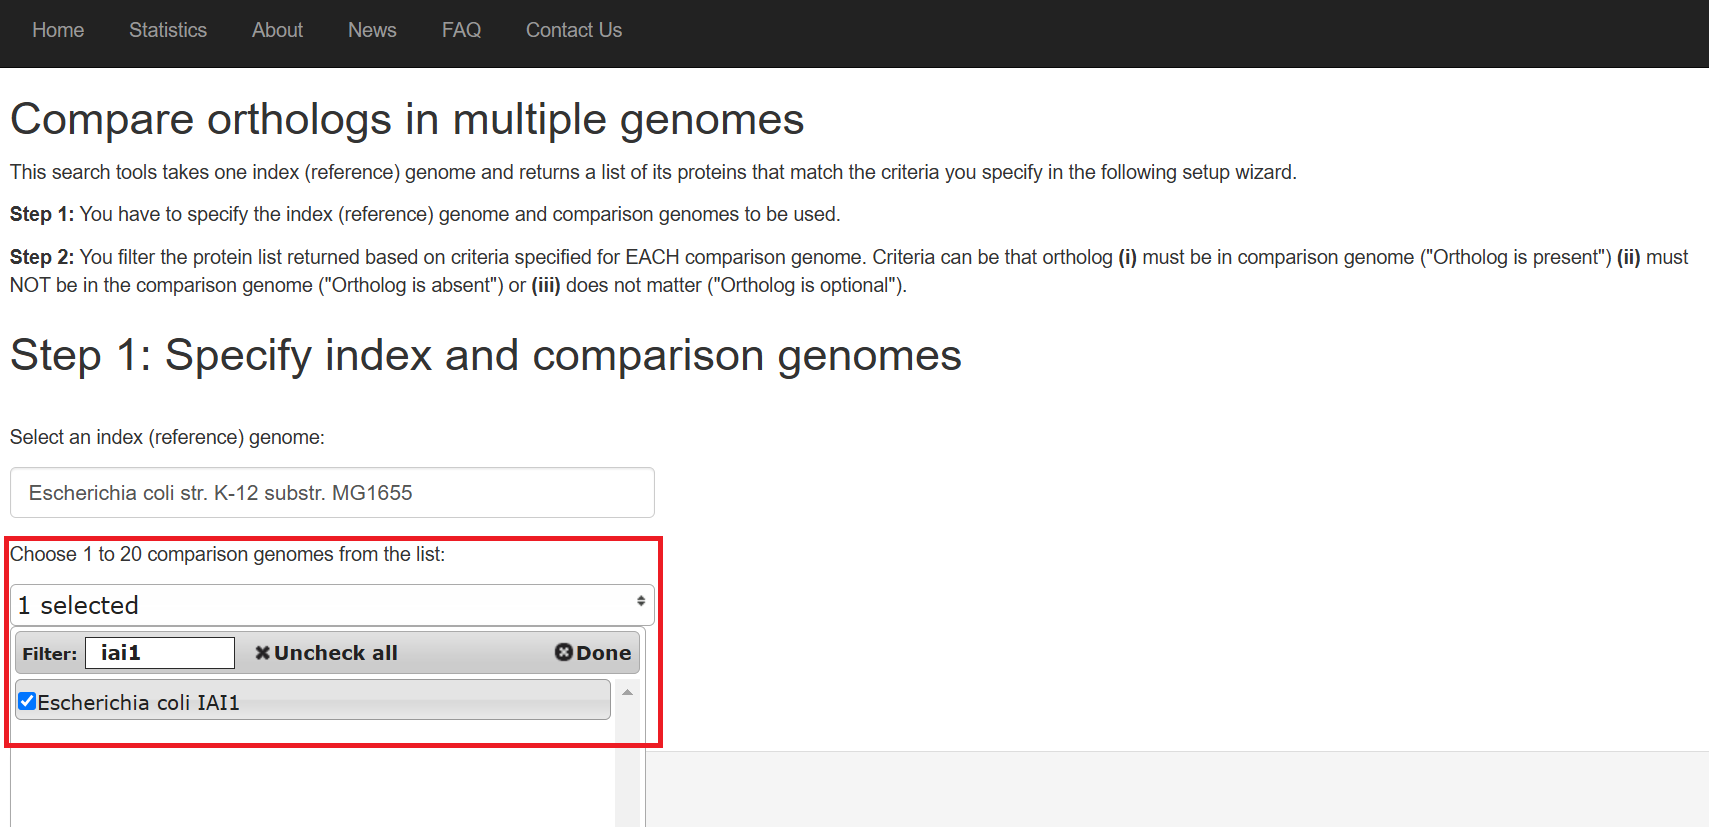 Home Statistics About News FAQ Contact Us
Compare orthologs in multiple genomes
This search tools takes one index (reference) genome and returns a list of its proteins that match the criteria you specify in the following setup wizard.
Step 1: You have to specify the index (reference) genome and comparison genomes to be used.
Step 2: You filter the protein list returned based on criteria specified for EACH comparison genome. Criteria can be that ortholog (i) must be in comparison genome ("Ortholog is present") (ii) must
NOT be in the comparison genome ("Ortholog is absent") or (iii) does not matter ("Ortholog is optional").
Step 1: Specify index and comparison genomes
Select an index (reference) genome:
Escherichia coli str. K-12 substr. MG1655
Choose 1 to 20 comparison genomes from the list:
1 selected
Filter: iai1 Uncheck all Done
Escherichia coli IAI1